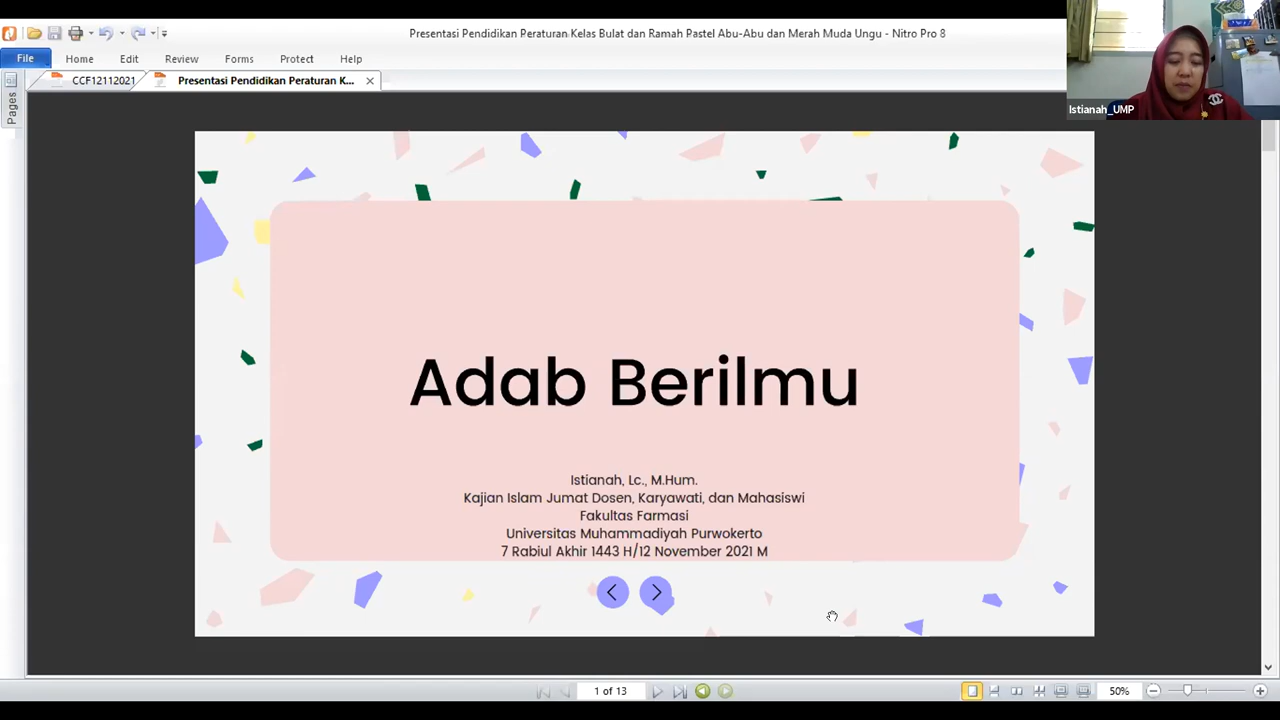 Presentasi Pendidikan Peraturan Kelas Bulat dan Ramah Pastel Abu-Abu dan Merah Muda Ungu - Nitro Pro 8
File Home Edit Review Forms Protect Help
CCF12112021 Presentasi Pendidikan Peraturan K...
Pages
Istianah_UMP
Adab Berilmu
Istianah, Lc., M.Hum.
Kajian Islam Jumat Dosen, Karyawati, dan Mahasiswi
Fakultas Farmasi
Universitas Muhammadiyah Purwokerto
7 Rabiul Akhir 1443 H/12 November 2021 M
1 of 13
50%